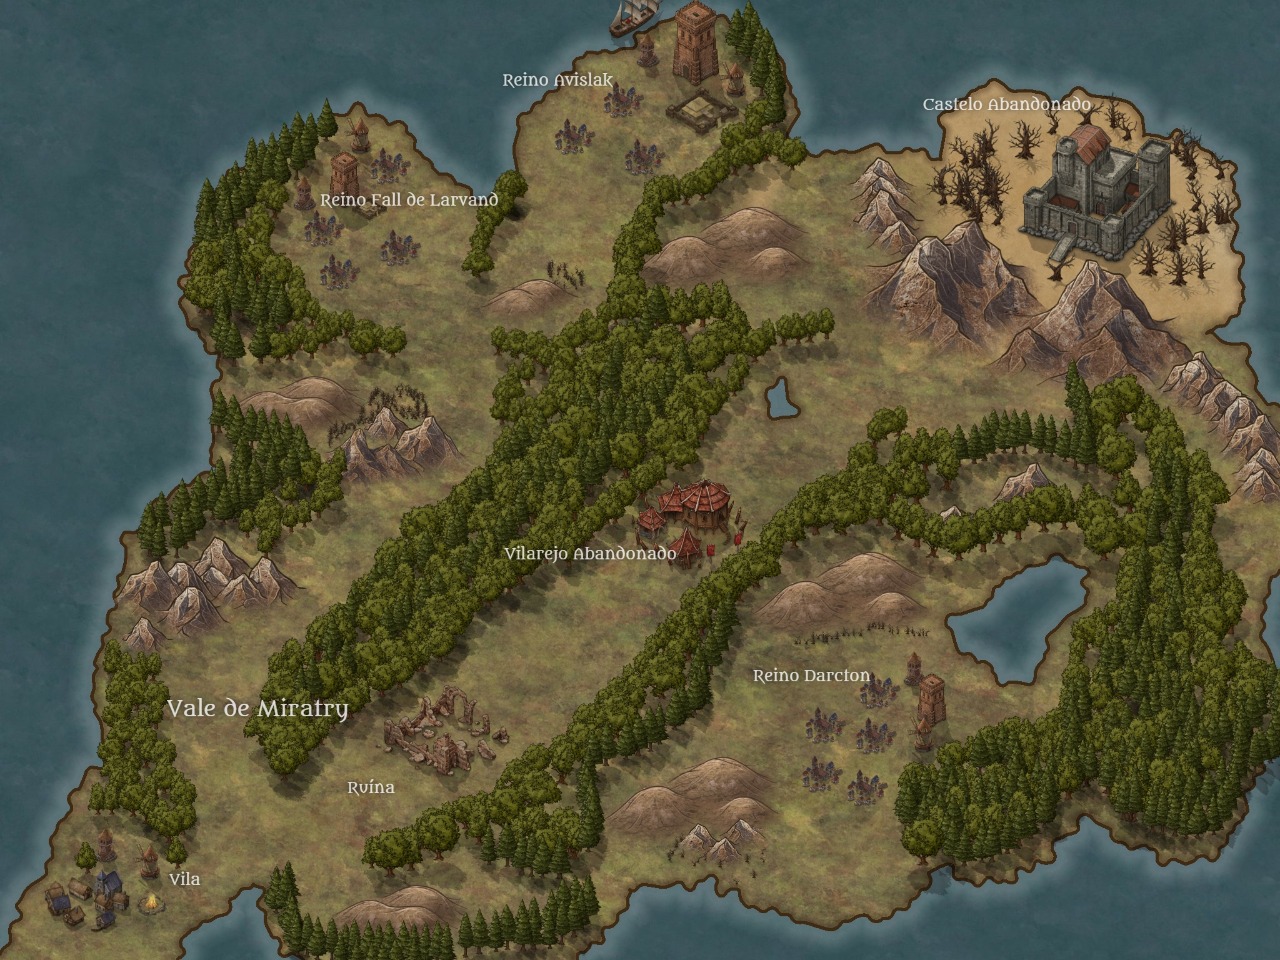 Reino Avislak
Castelo Abandonado
Reino Fall de Larvand
Vilarejo Abandonado
Reino Darcton
Vale de Miratry
Ruína
Vila